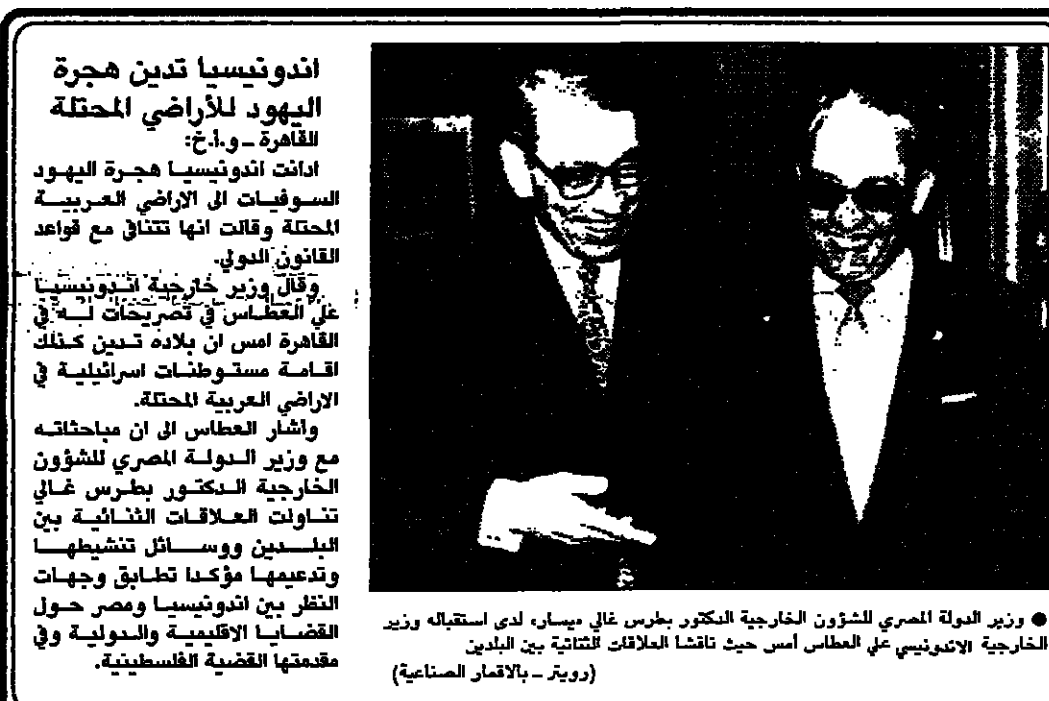 اندونيسيا تدين هجرة
اليهود للأراضي المحتلة
القاهرة ـ و.أ.خ:
ادانت اندونيسيا هجرة اليهود
السوفيات الى الاراضي العربية
المحتلة وقالت انها تتنافى مع قواعد
القانون الدولي.
وقال وزير خارجية اندونيسيا
علي العطاس في تصريحات له في
القاهرة امس ان بلاده تدين كذلك
اقامة مستوطنات اسرائيلية في
الاراضي العربية المحتلة.
واشار العطاس الى ان مباحثاته
مع وزير الدولة المصري للشؤون
الخارجية الدكتور بطرس غالي
تناولت العلاقات الثنائية بين
البلدين ووسائل تنشيطها
وتدعيمها مؤكدا تطابق وجهات
النظر بين اندونيسيا ومصر حول
القضايا الاقليمية والدولية وفي
مقدمتها القضية الفلسطينية.
● وزير الدولة المصري للشؤون الخارجية الدكتور بطرس غالي «يسار» لدى استقباله وزير
الخارجية الاندونيسي علي العطاس أمس حيث ناقشا العلاقات الثنائية بين البلدين
(رويتر ـ بالاقمار الصناعية)